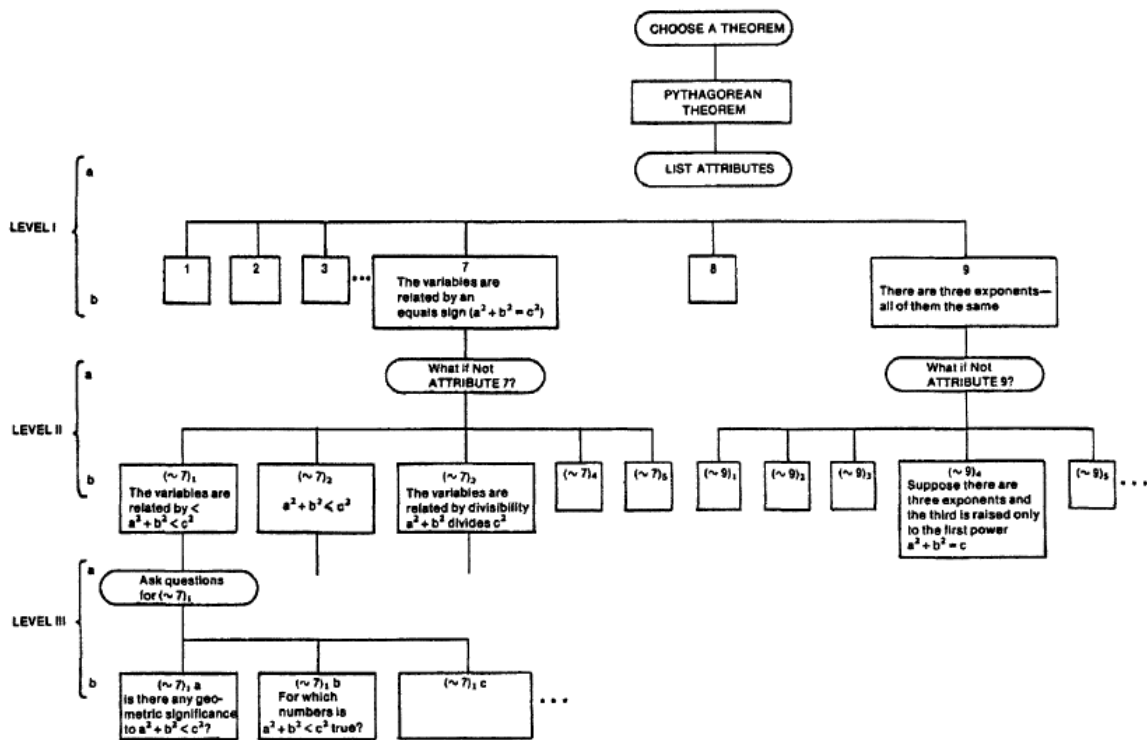 CHOOSE A THEOREM
PYTHAGOREAN
THEOREM
LIST ATTRIBUTES
LEVEL I
a
b
1
2
3
...
7
The variables are
related by an
equals sign (a² + b² = c²)
8
9
There are three exponents—
all of them the same
LEVEL II
a
b
What if Not
ATTRIBUTE 7?
What if Not
ATTRIBUTE 9?
(~ 7)₁
The variables are
related by <
a² + b² < c²
(~ 7)₂
a² + b² ⩽ c²
(~ 7)₃
The variables are
related by divisibility
a² + b² divides c²
(~ 7)₄
(~ 7)₅
(~ 9)₁
(~ 9)₂
(~ 9)₃
(~ 9)₄
Suppose there are
three exponents and
the third is raised only
to the first power
a² + b² = c
(~ 9)₅
...
LEVEL III
a
b
Ask questions
for (~ 7)₁
(~ 7)₁ a
is there any geo-
metric significance
to a² + b² < c²?
(~ 7)₁ b
For which
numbers is
a² + b² < c² true?
(~ 7)₁ c
...